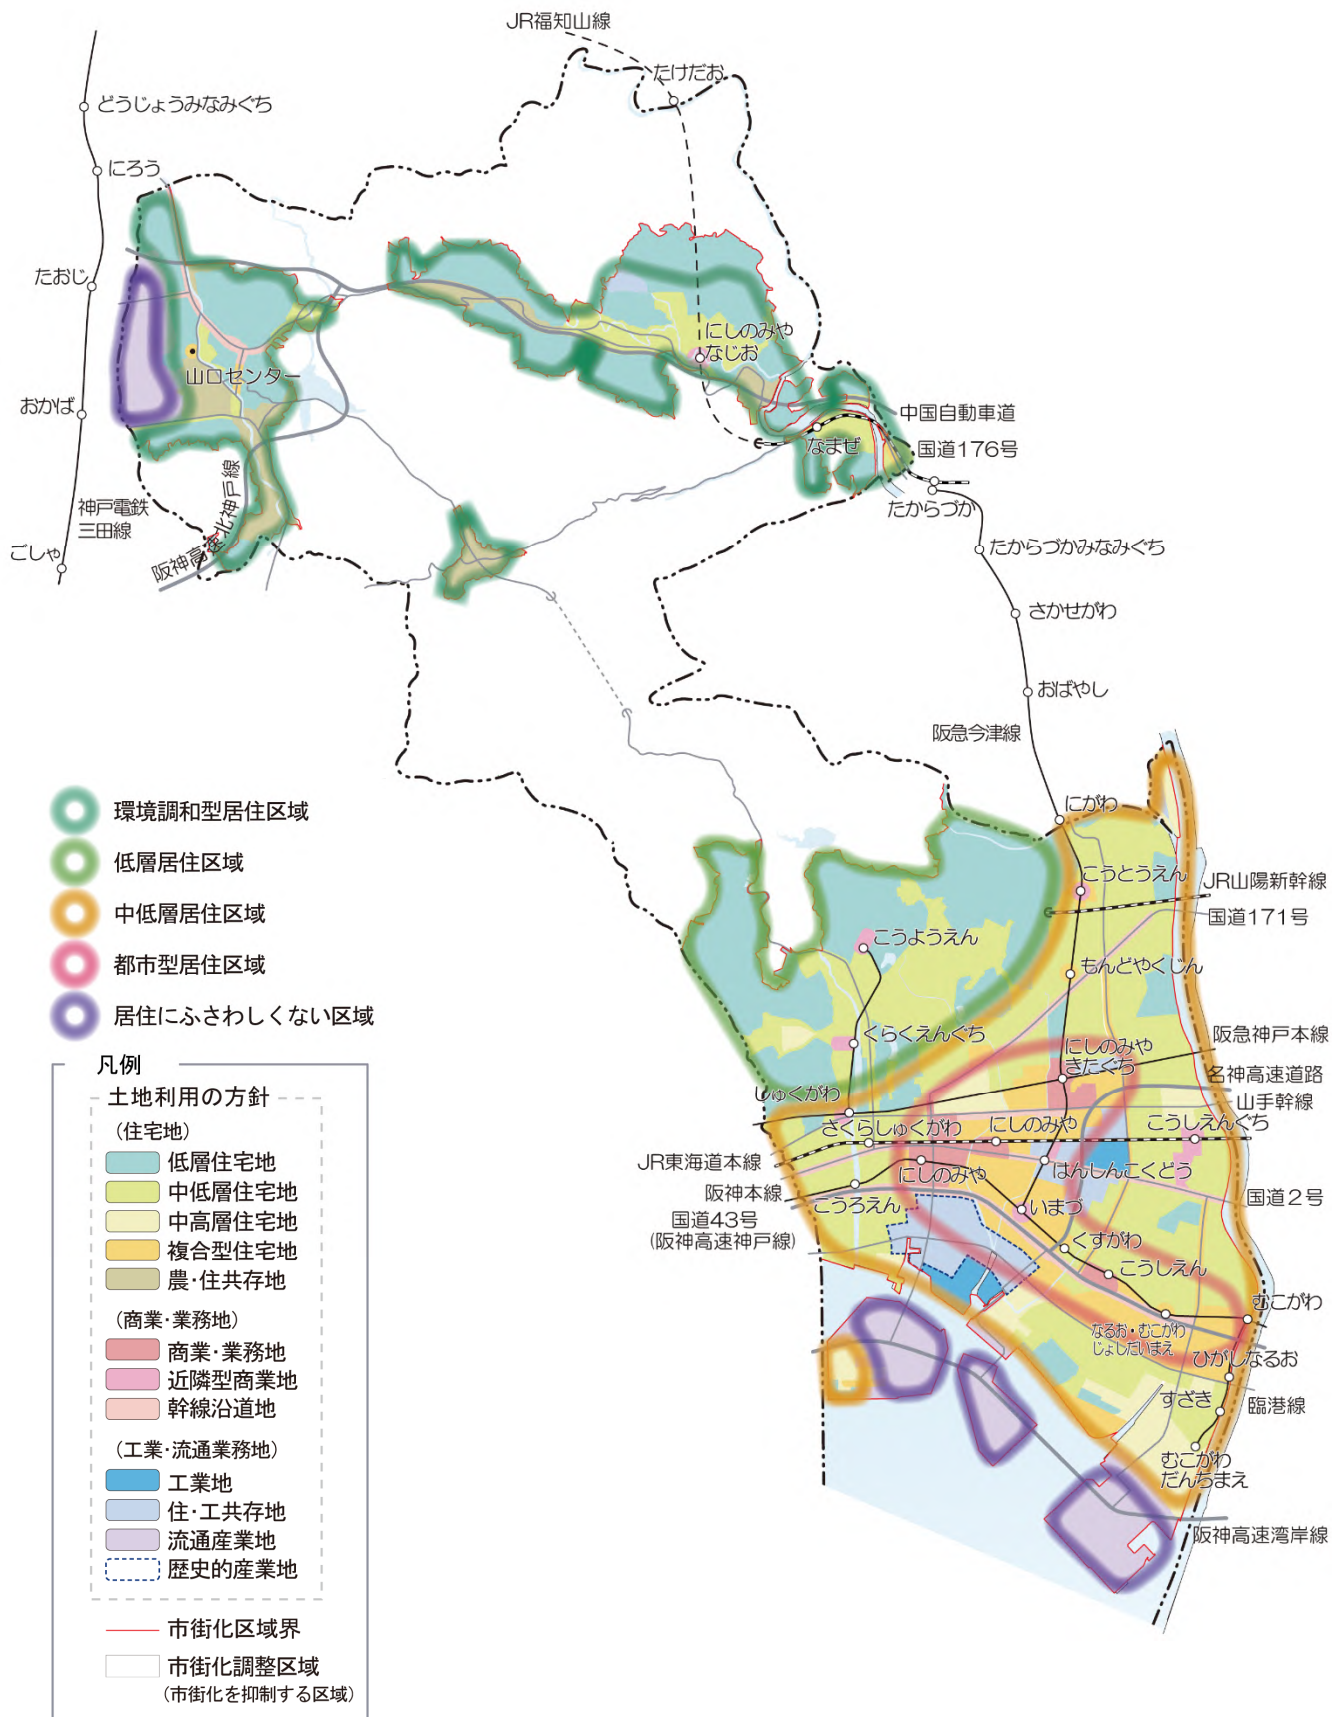 JR福知山線
たけだお
どうじょうみなみぐち
にろう
たおじ
にしのみや
なじお
山口センター
おかば
中国自動車道
なまぜ
国道176号
神戸電鉄
三田線
阪神高速北神戸線
たからづか
ごしゃ
たからづかみなみぐち
さかせがわ
おばやし
阪急今津線
にがわ
環境調和型居住区域
低層居住区域
中低層居住区域
都市型居住区域
居住にふさわしくない区域
こうとうえん
JR山陽新幹線
国道171号
こうようえん
もんどやくじん
くらくえんぐち
阪急神戸本線
にしのみや
きたぐち
名神高速道路
しゅくがわ
山手幹線
さくらしゅくがわ
にしのみや
こうしえんぐち
JR東海道本線
にしのみや
はんしんこくどう
阪神本線
こうろえん
いまづ
国道2号
国道43号
(阪神高速神戸線)
くすがわ
こうしえん
むこがわ
なるお・むこがわ
じょしだいまえ
ひがしなるお
すざき
臨港線
むこがわ
だんちまえ
阪神高速湾岸線
凡例
土地利用の方針
(住宅地)
低層住宅地
中低層住宅地
中高層住宅地
複合型住宅地
農・住共存地
(商業・業務地)
商業・業務地
近隣型商業地
幹線沿道地
(工業・流通業務地)
工業地
住・工共存地
流通産業地
歴史的産業地
市街化区域界
市街化調整区域
(市街化を抑制する区域)